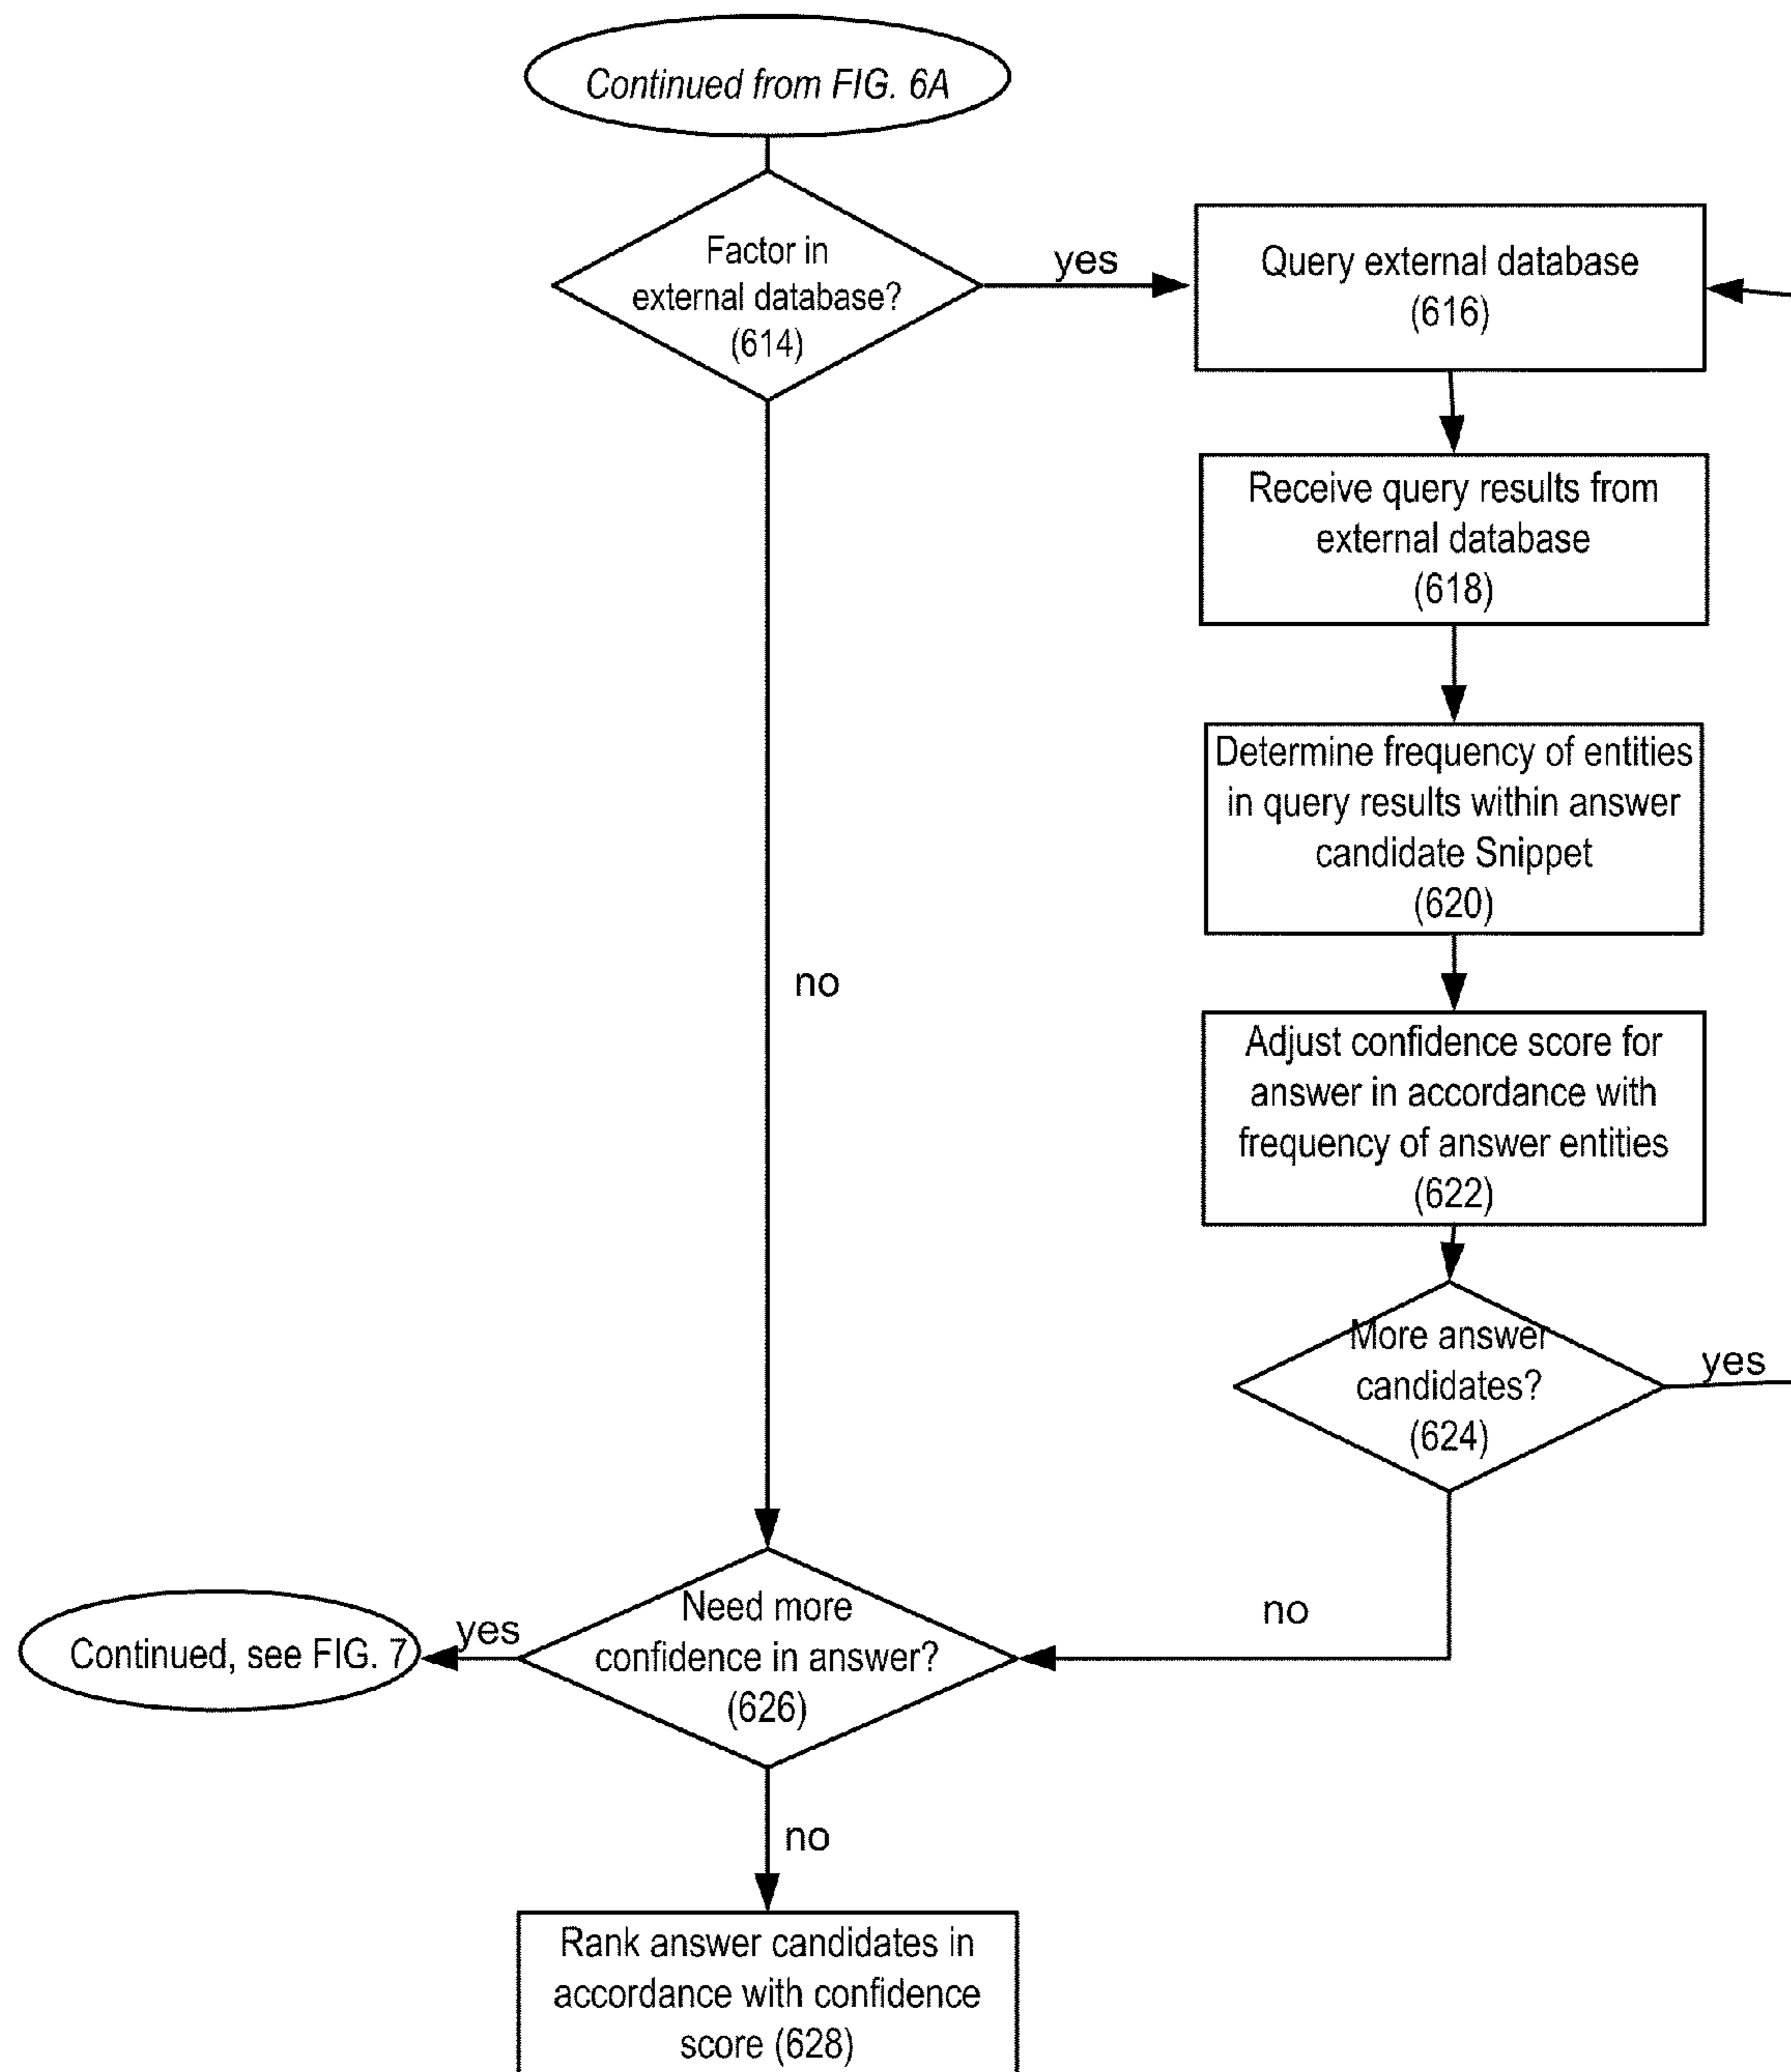 Continued from FIG. 6A
Factor in
external database?
(614)
yes
Query external database
(616)
Receive query results from
external database
(618)
Determine frequency of entities
in query results within answer
candidate Snippet
(620)
no
Adjust confidence score for
answer in accordance with
frequency of answer entities
(622)
More answer
candidates?
(624)
yes
no
Need more
confidence in answer?
(626)
yes
Continued, see FIG. 7
no
Rank answer candidates in
accordance with confidence
score (628)